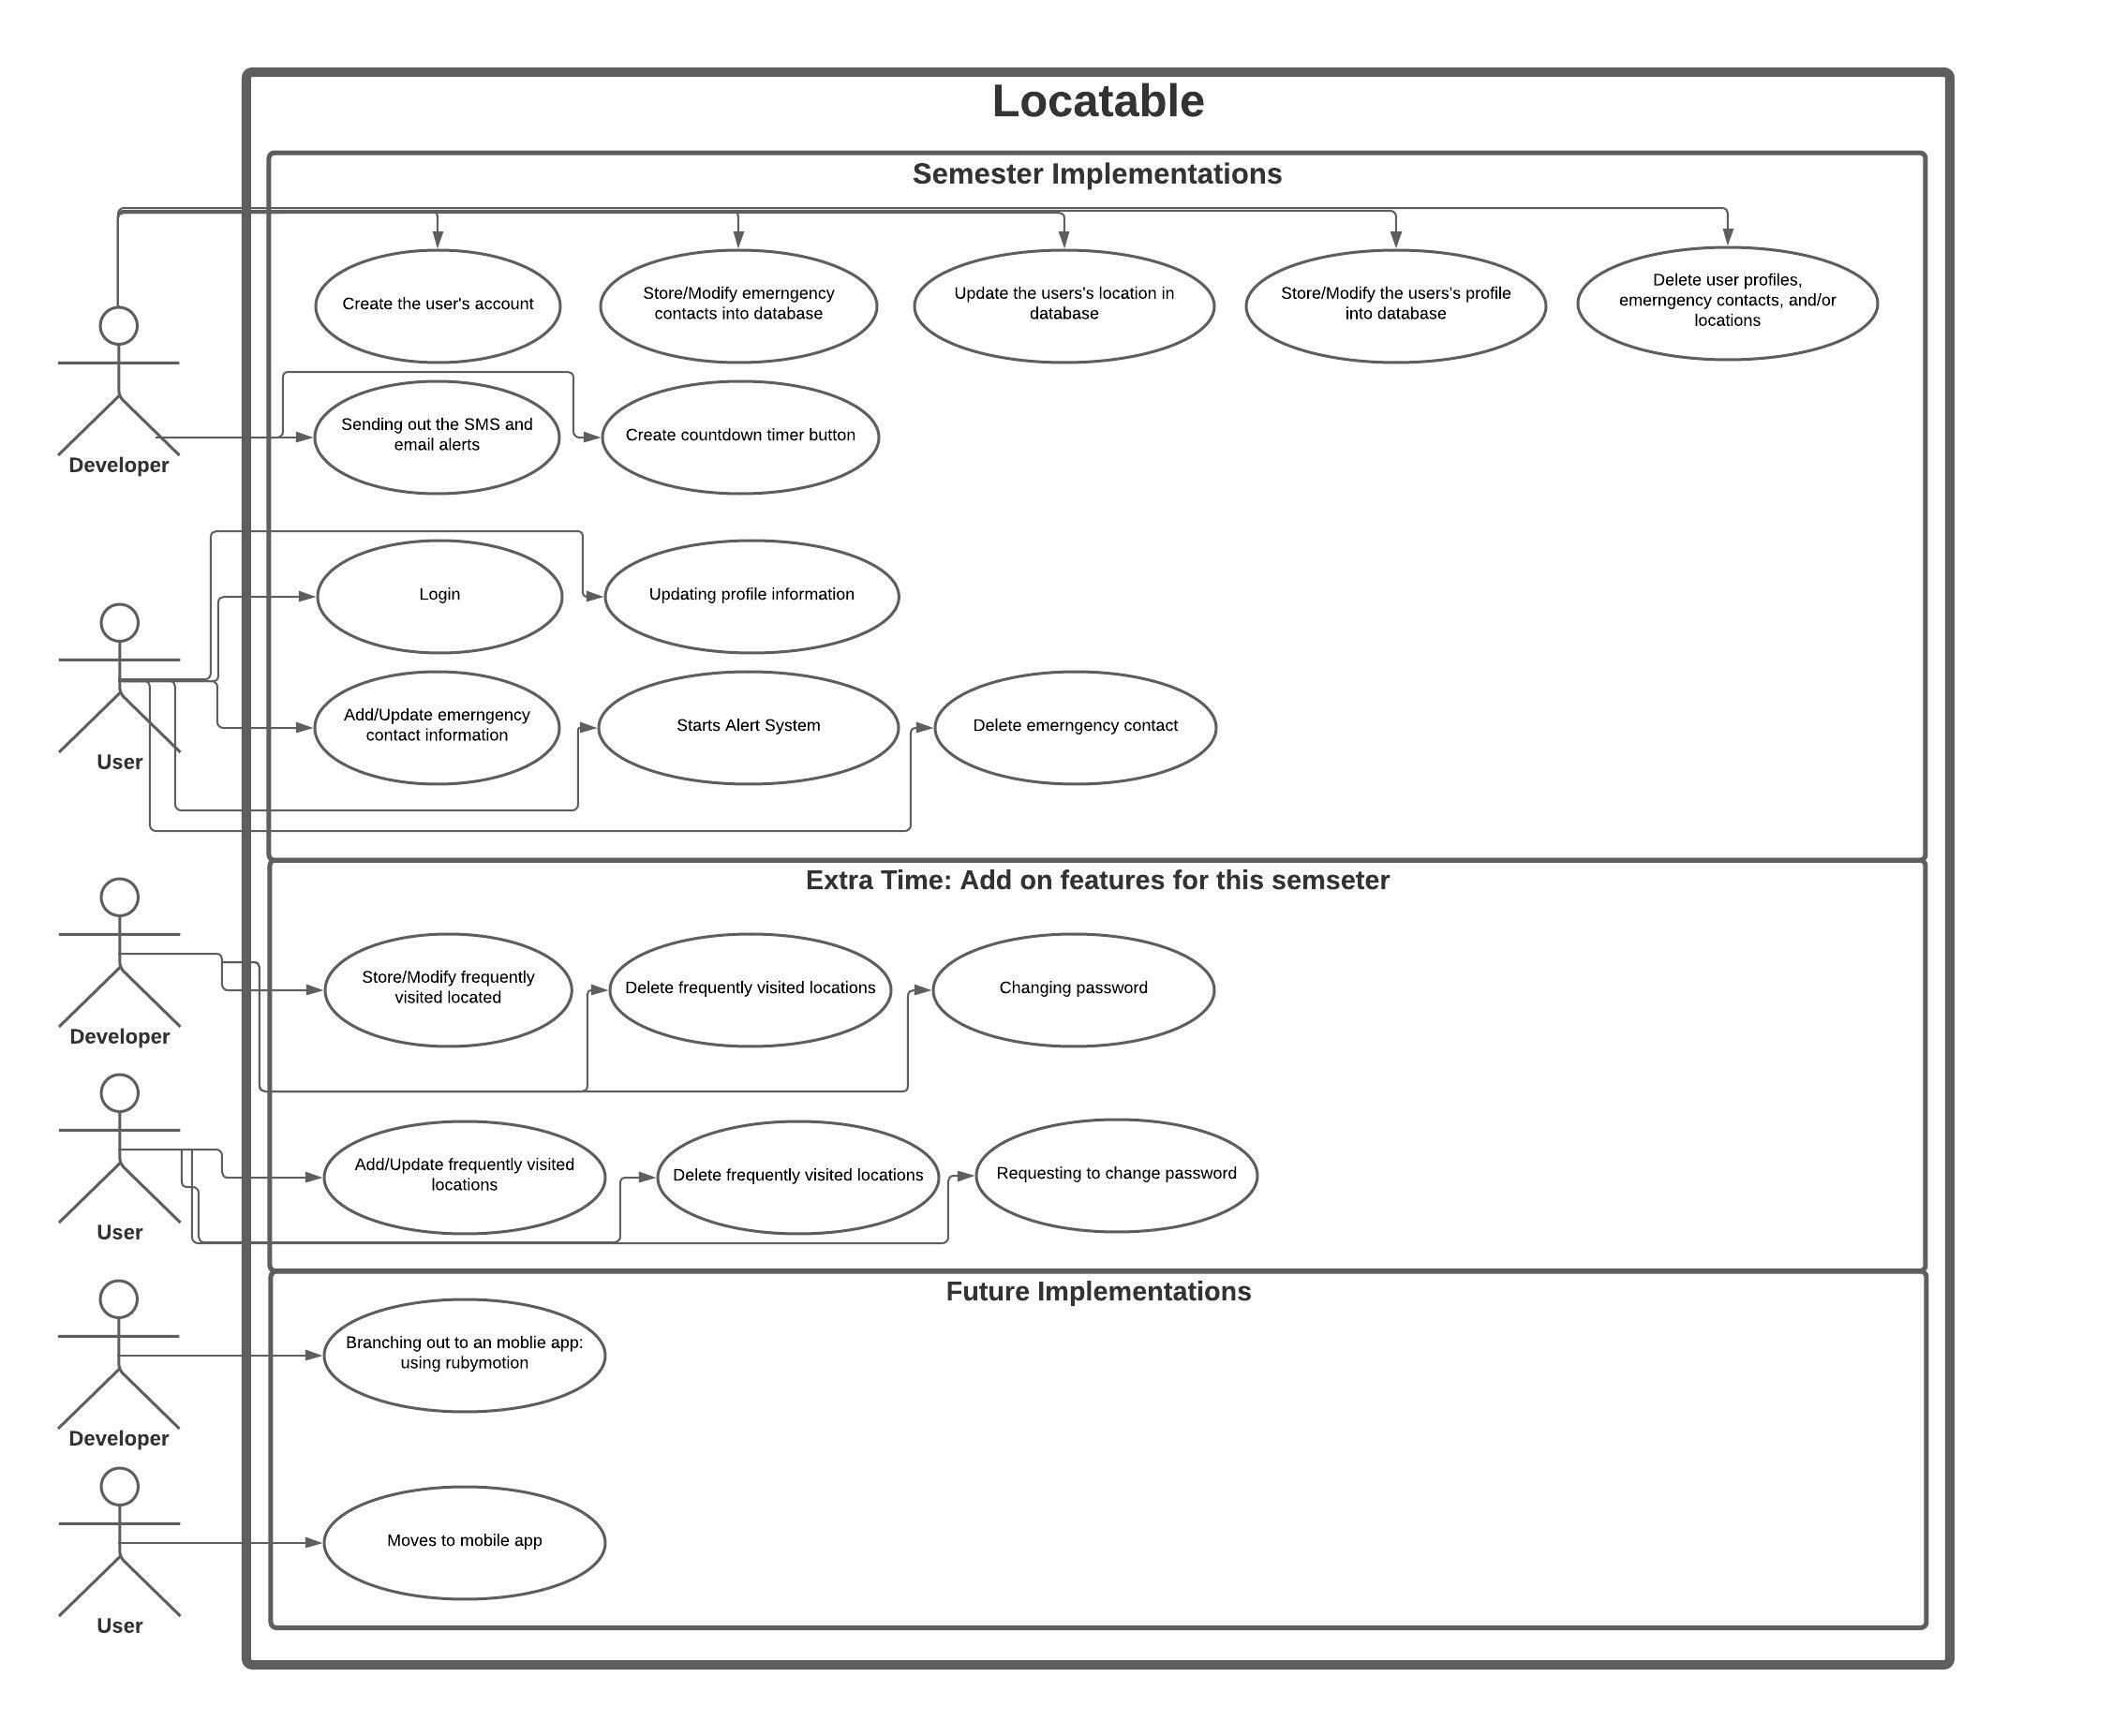 Locatable
Semester Implementations
Create the user's account
Store/Modify emerngency
contacts into database
Update the users's location in
database
Store/Modify the users's profile
into database
Delete user profiles,
emerngency contacts, and/or
locations
Developer
Sending out the SMS and
email alerts
Create countdown timer button
Login
Updating profile information
User
Add/Update emerngency
contact information
Starts Alert System
Delete emerngency contact
Extra Time: Add on features for this semseter
Developer
Store/Modify frequently
visited located
Delete frequently visited locations
Changing password
User
Add/Update frequently visited
locations
Delete frequently visited locations
Requesting to change password
Future Implementations
Developer
Branching out to an moblie app:
using rubymotion
User
Moves to mobile app